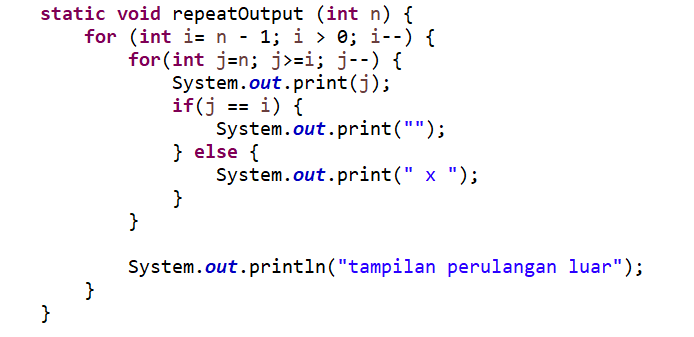 static void repeatOutput (int n) {
    for (int i= n - 1; i > 0; i--) {
        for(int j=n; j>=i; j--) {
            System.out.print(j);
            if(j == i) {
                System.out.print("");
            } else {
                System.out.print(" x ");
            }
        }

        System.out.println("tampilan perulangan luar");
    }
}